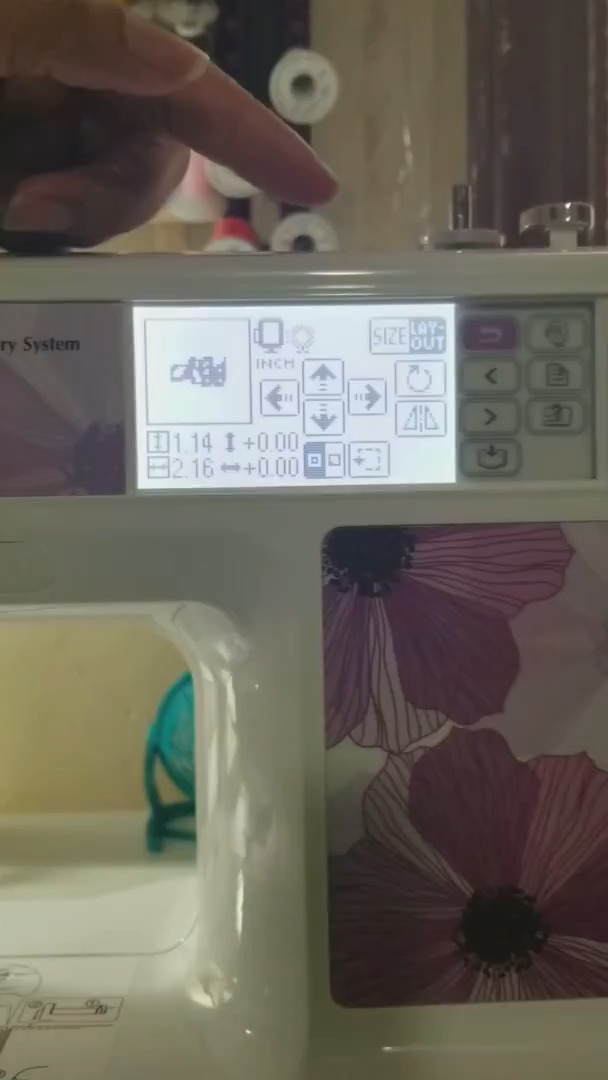 ry System
SIZE LAY-OUT
INCH
1.14 +0.00
2.16 +0.00